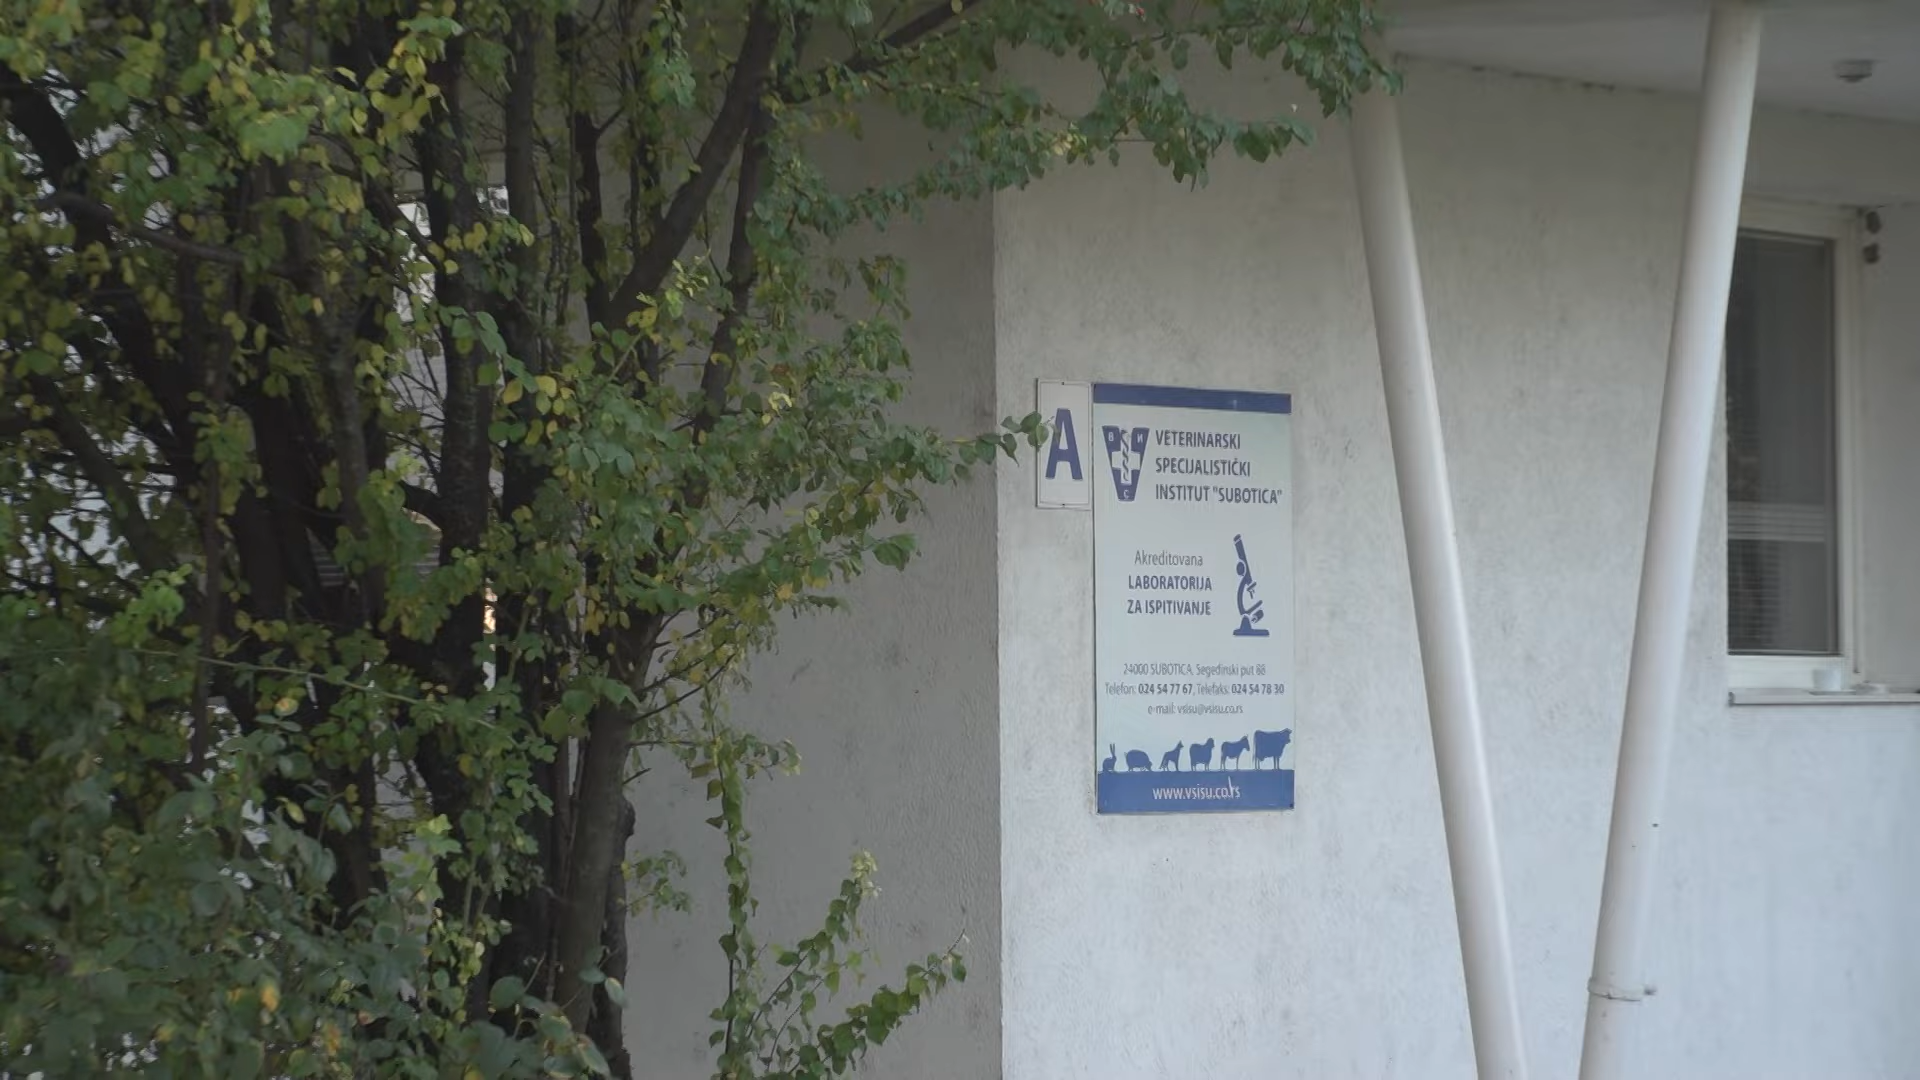 A
В И
С
VETERINARSKI
SPECIJALISTIČKI
INSTITUT "SUBOTICA"
Akreditovana
LABORATORIJA
ZA ISPITIVANJE
24000 SUBOTICA, Segedinski put 88
Telefon: 024 54 77 67, Telefaks: 024 54 78 30
e-mail: vsisu@vsisu.co.rs
www.vsisu.co.rs